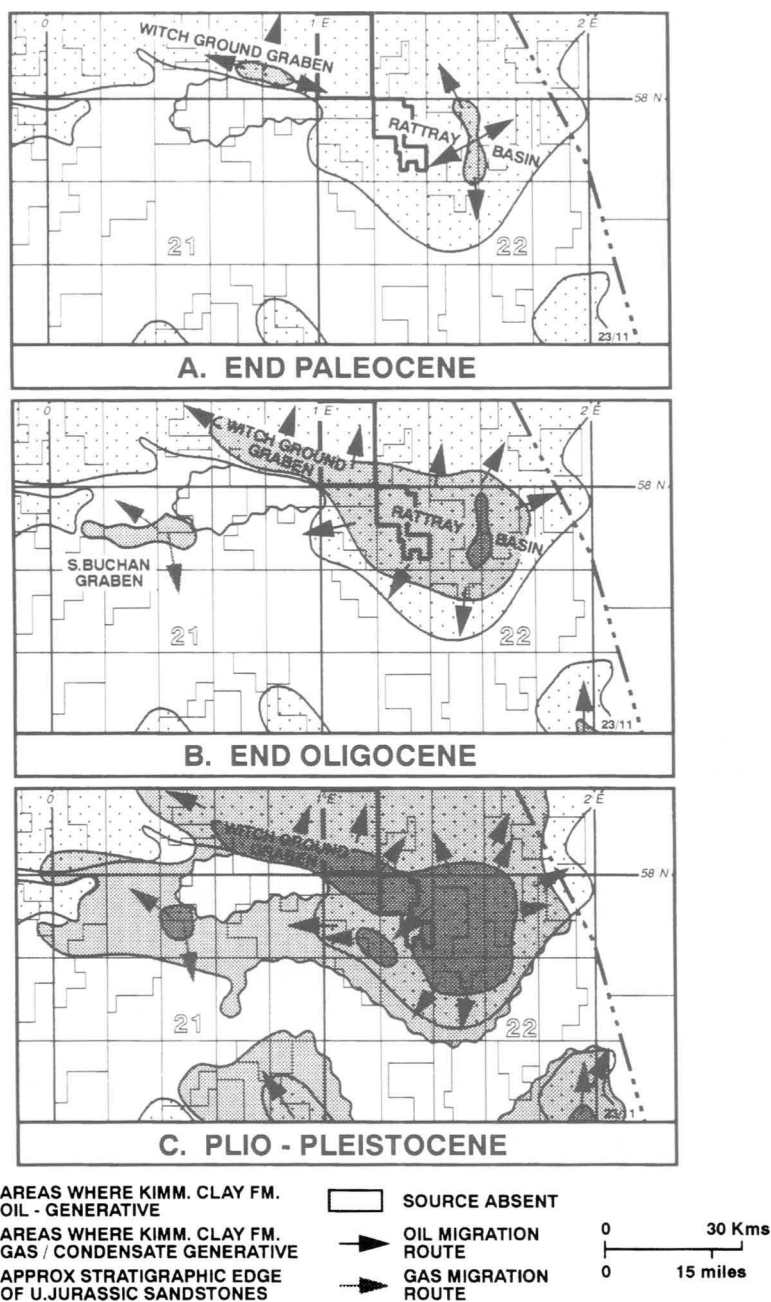 0
1 E
2 E
WITCH GROUND GRABEN
58 N
RATTRAY
BASIN
21
22
23/11
A. END PALEOCENE
0
1 E
2 E
WITCH GROUND
GRABEN
58 N
RATTRAY
BASIN
S.BUCHAN
GRABEN
21
22
23/11
B. END OLIGOCENE
0
1 E
2 E
WITCH GROUND
GRABEN
58 N
21
22
C. PLIO - PLEISTOCENE
AREAS WHERE KIMM. CLAY FM.
OIL - GENERATIVE
AREAS WHERE KIMM. CLAY FM.
GAS / CONDENSATE GENERATIVE
APPROX STRATIGRAPHIC EDGE
OF U.JURASSIC SANDSTONES
SOURCE ABSENT
OIL MIGRATION
ROUTE
GAS MIGRATION
ROUTE
0 30 Kms
0 15 miles